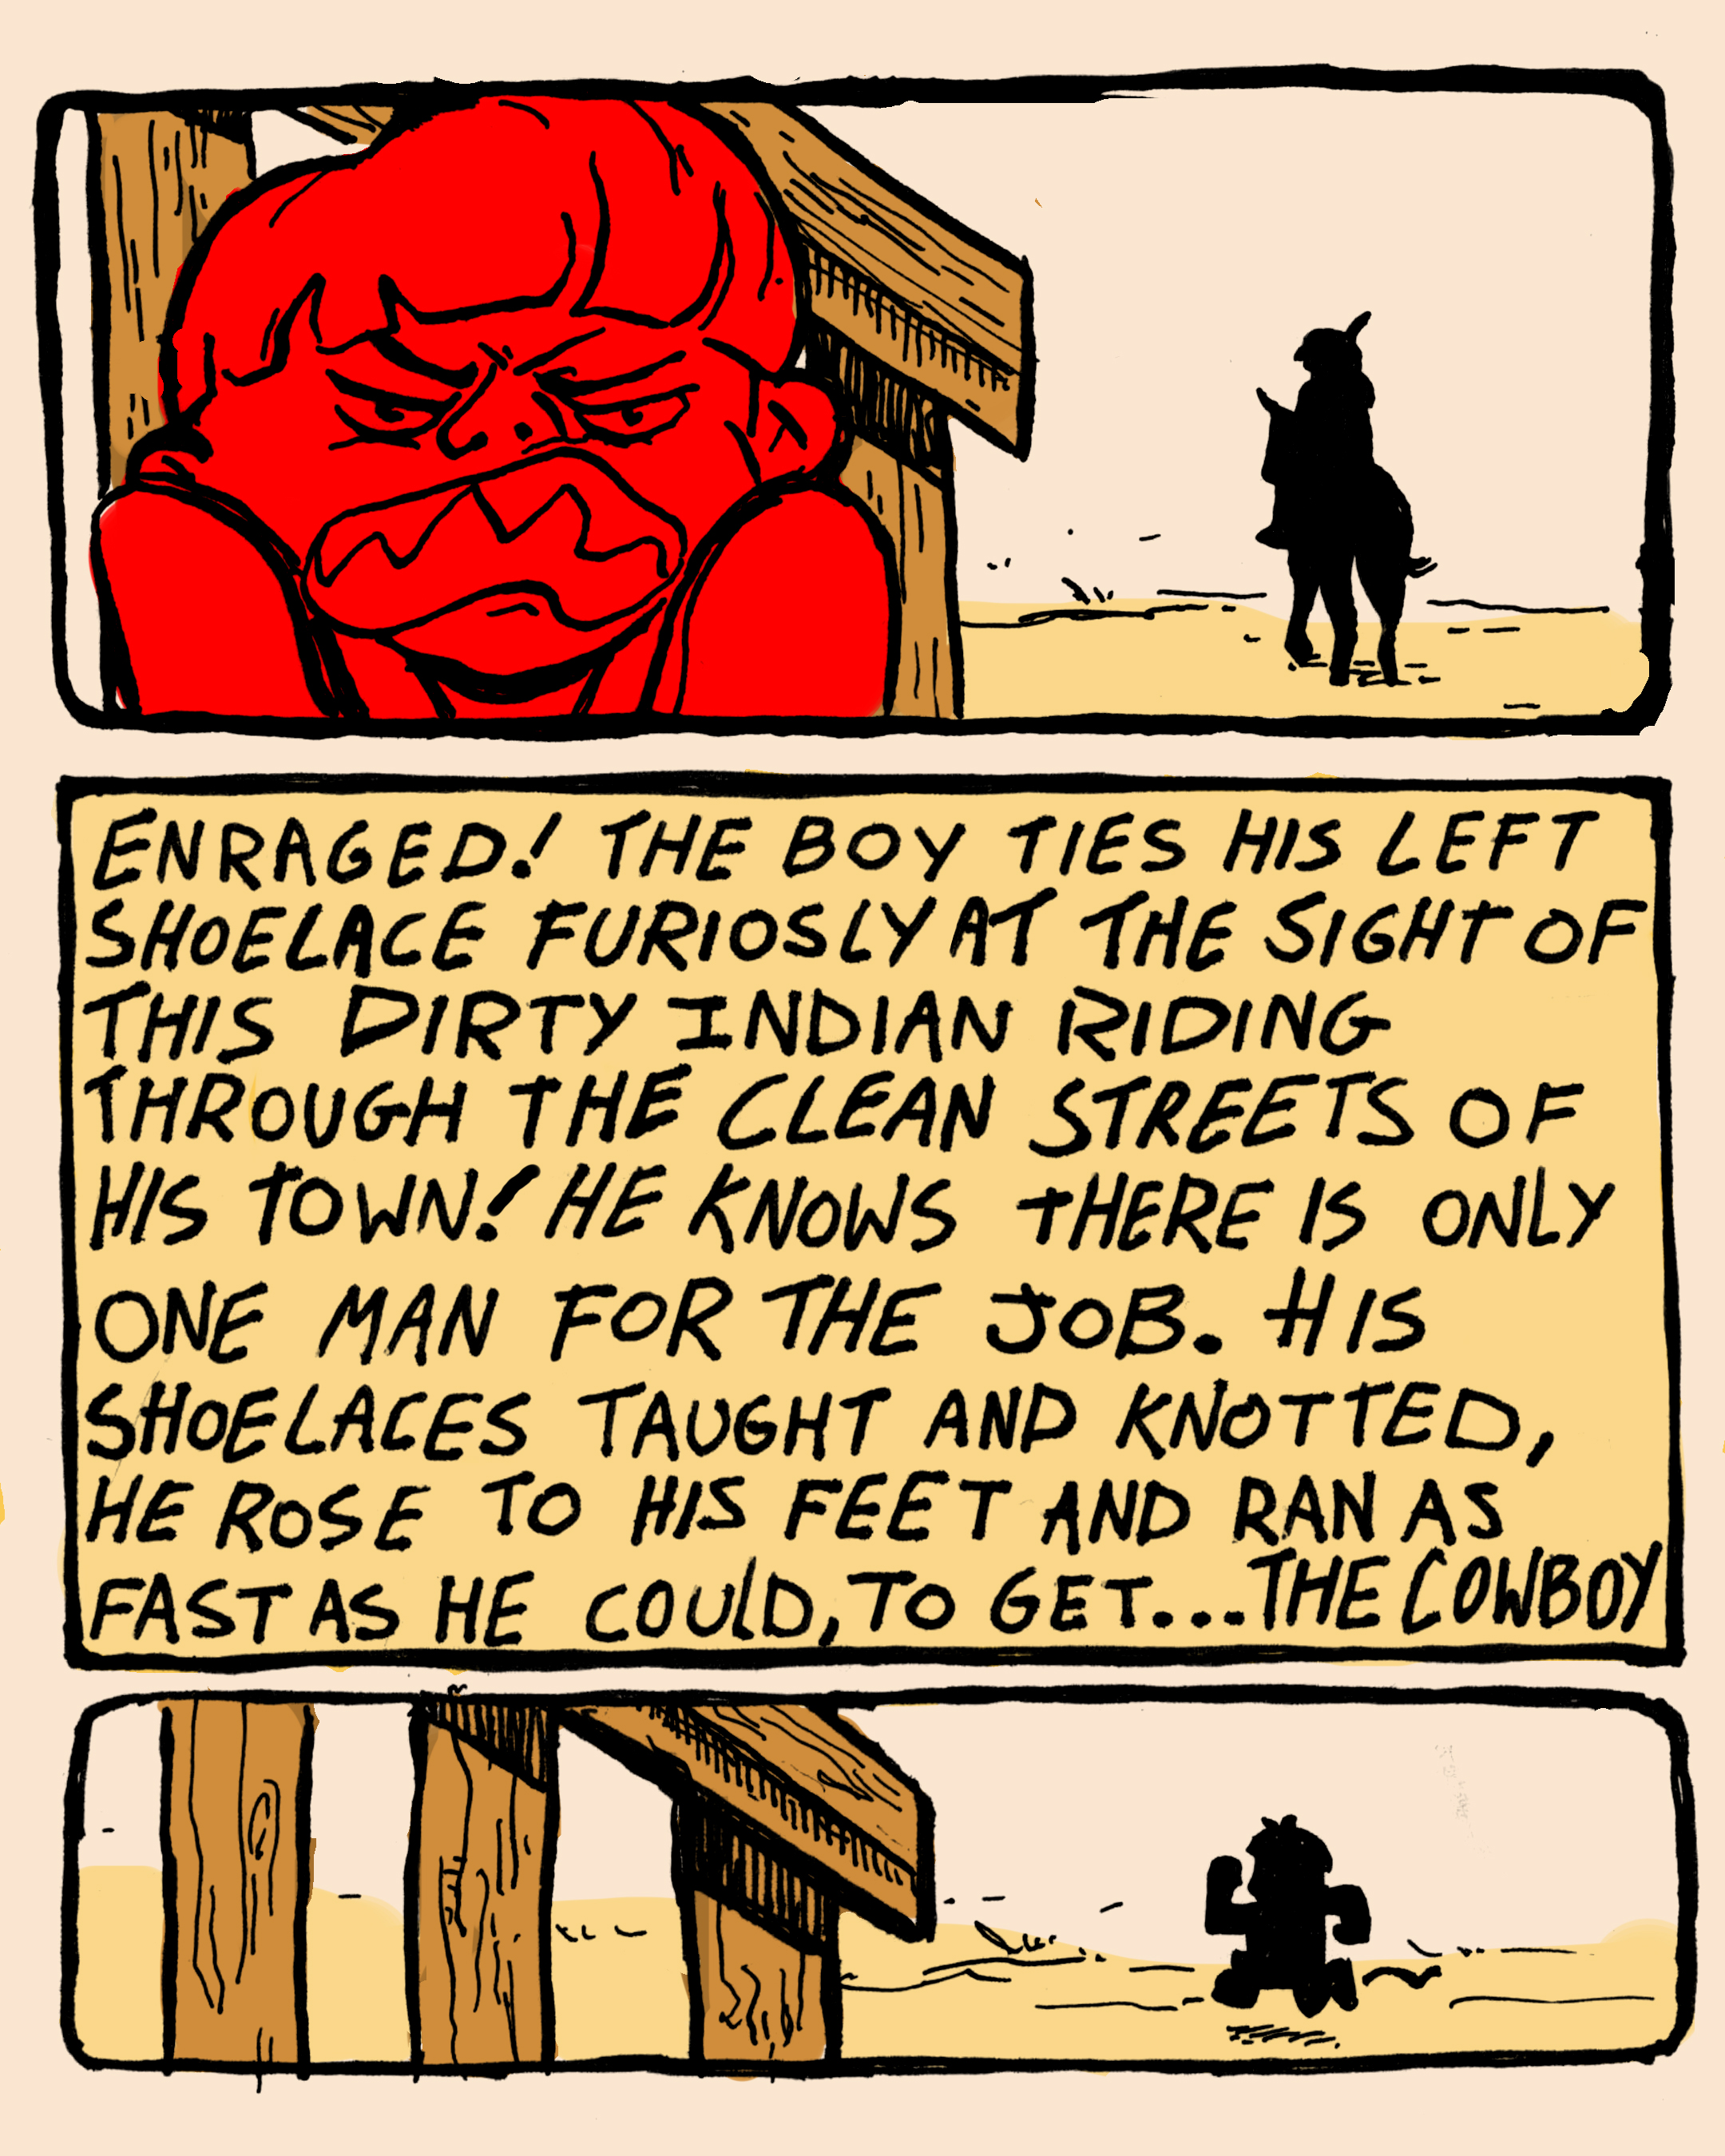 ENRAGED! THE BOY TIES HIS LEFT
SHOELACE FURIOSLY AT THE SIGHT OF
THIS DIRTY INDIAN RIDING
THROUGH THE CLEAN STREETS OF
HIS TOWN! HE KNOWS THERE IS ONLY
ONE MAN FOR THE JOB. HIS
SHOELACES TAUGHT AND KNOTTED,
HE ROSE TO HIS FEET AND RAN AS
FAST AS HE COULD, TO GET...THE COWBOY